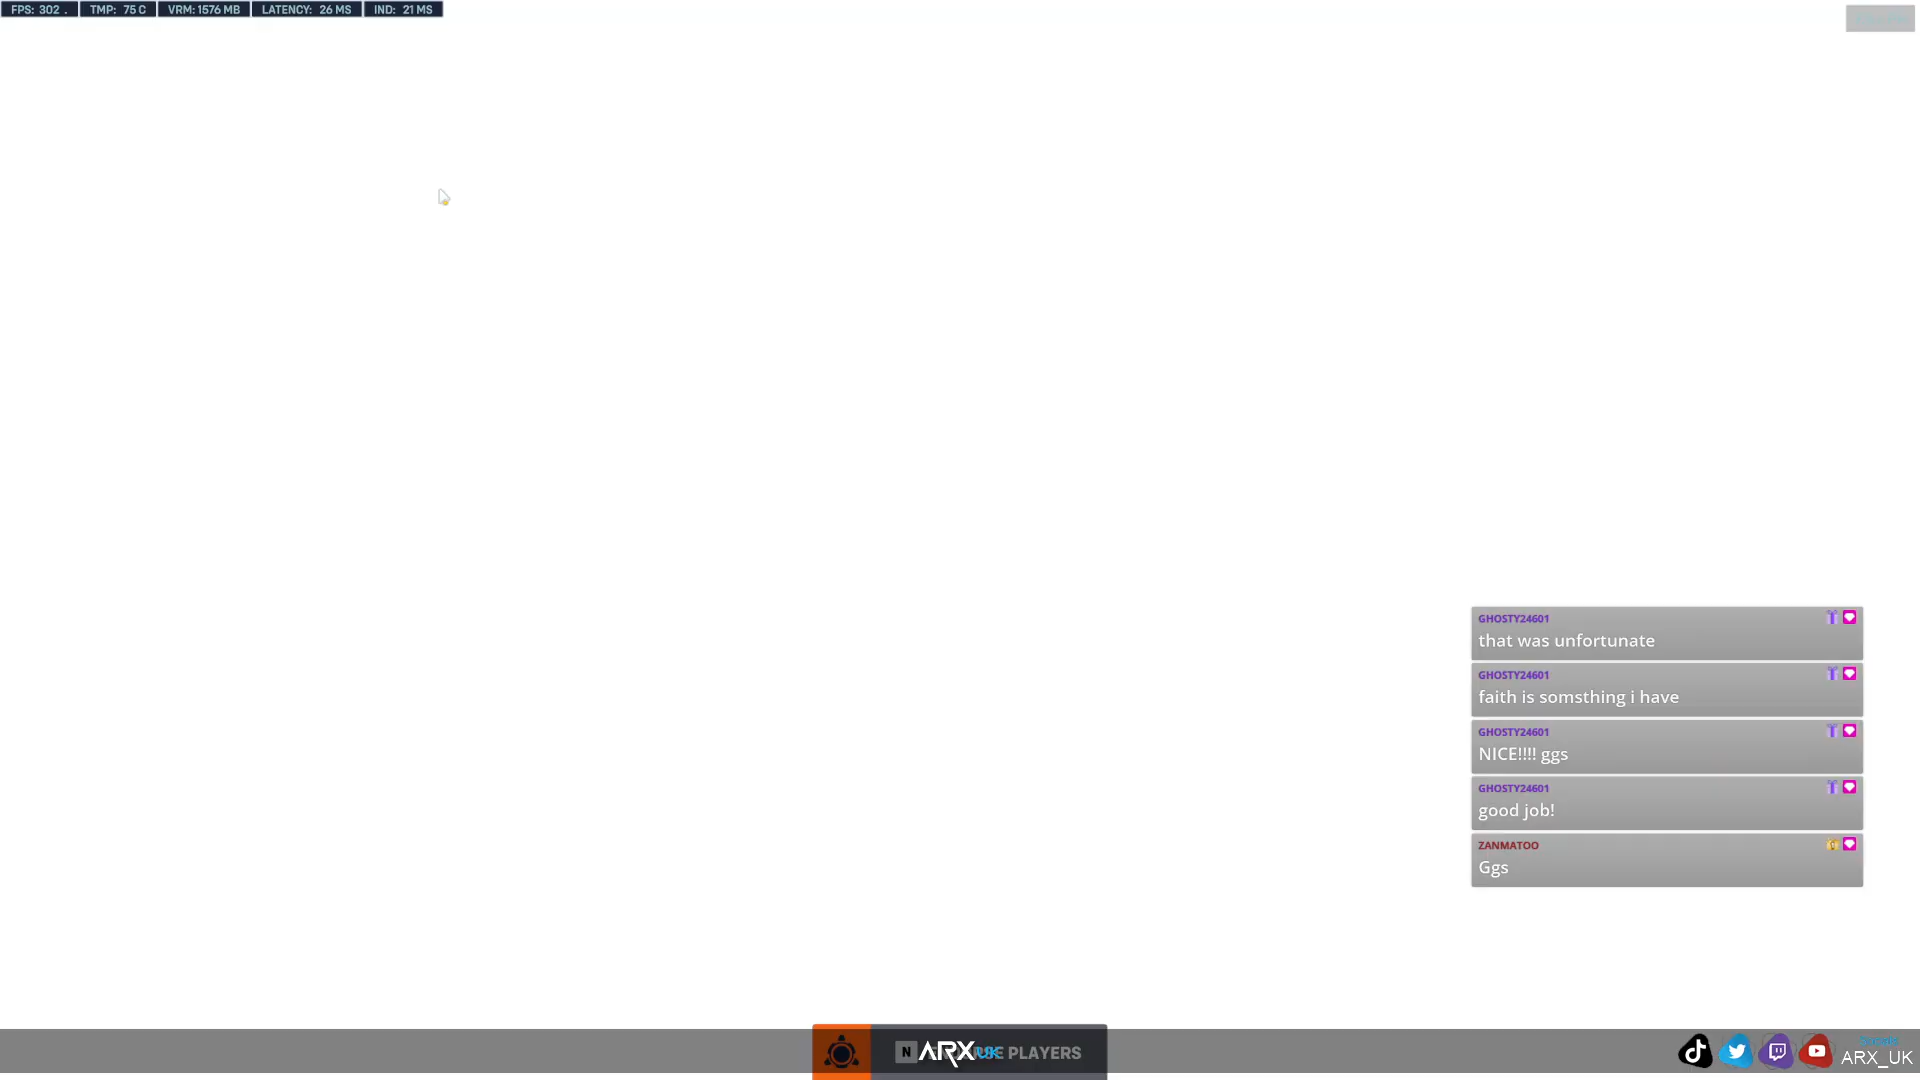 FPS: 302 . TMP: 75 C VRM: 1576 MB LATENCY: 26 MS IND: 21 MS
GHOSTY24601
that was unfortunate
GHOSTY24601
faith is somsthing i have
GHOSTY24601
NICE!!!! ggs
GHOSTY24601
good job!
ZANMATOO
Ggs
N ARX UK PLAYERS
ARX_UK